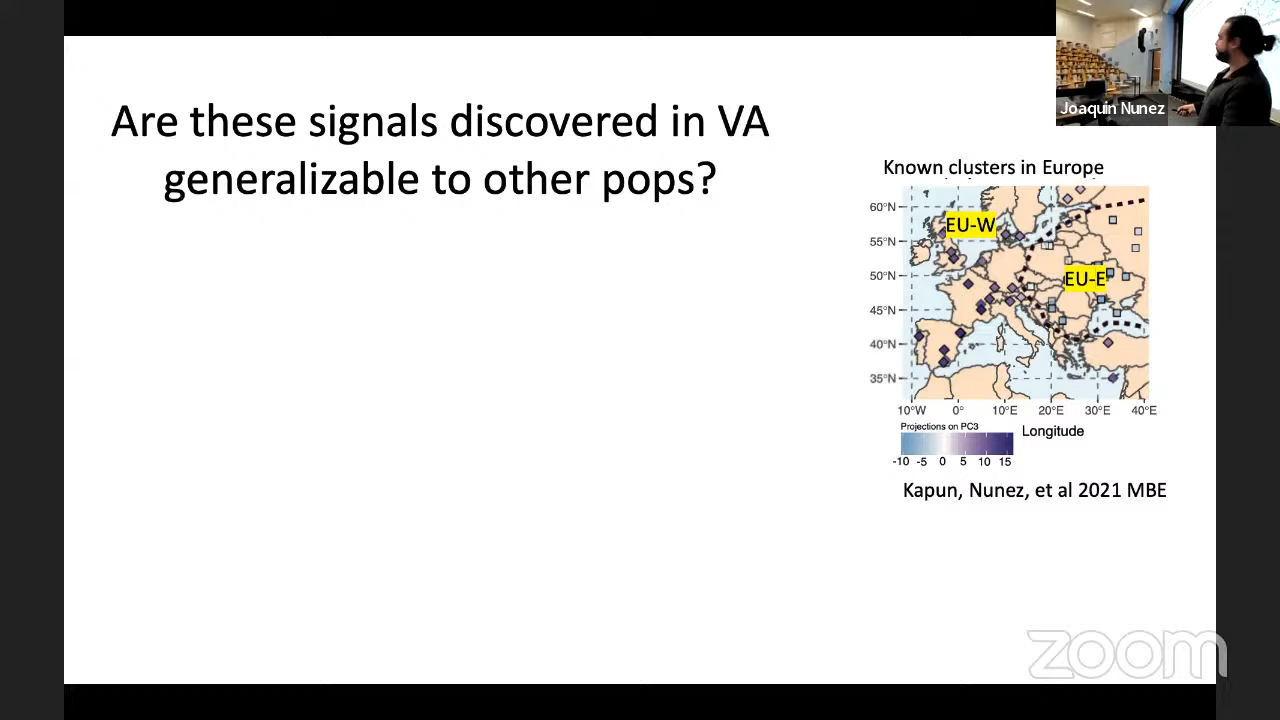 Are these signals discovered in VA
generalizable to other pops?
Joaquin Nunez
Known clusters in Europe
60°N
55°N
50°N
45°N
40°N
35°N
EU-W
EU-E
10°W 0° 10°E 20°E 30°E 40°E
Projections on PC3
Longitude
-10 -5 0 5 10 15
Kapun, Nunez, et al 2021 MBE
zoom